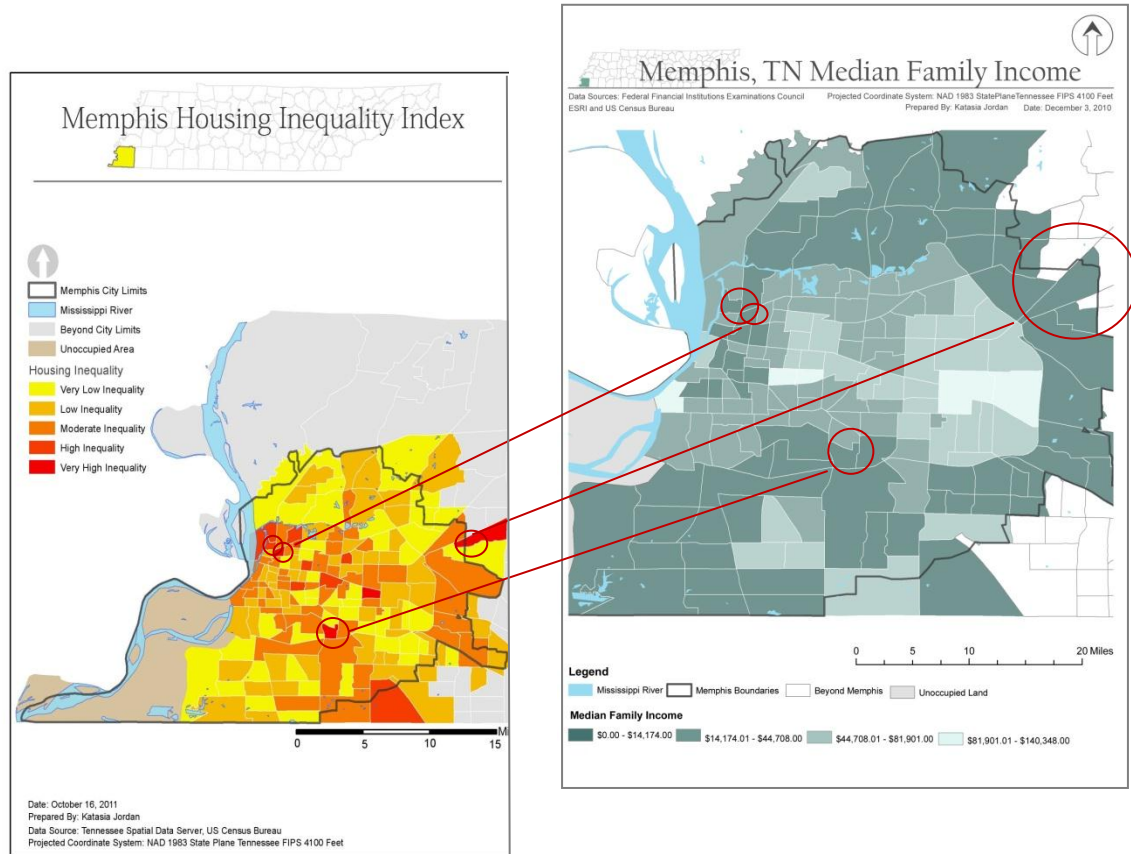 Memphis Housing Inequality Index
Memphis City Limits
Mississippi River
Beyond City Limits
Unoccupied Area
Housing Inequality
Very Low Inequality
Low Inequality
Moderate Inequality
High Inequality
Very High Inequality
Mi
0 5 10 15
Date: October 16, 2011
Prepared By: Katasia Jordan
Data Source: Tennessee Spatial Data Server, US Census Bureau
Projected Coordinate System: NAD 1983 State Plane Tennessee FIPS 4100 Feet
Memphis, TN Median Family Income
Data Sources: Federal Financial Institutions Examinations Council Projected Coordinate System: NAD 1983 StatePlaneTennessee FIPS 4100 Feet
ESRI and US Census Bureau Prepared By: Katasia Jordan Date: December 3, 2010
0 5 10 20 Miles
Legend
Mississippi River Memphis Boundaries Beyond Memphis Unoccupied Land
Median Family Income
$0.00 - $14,174.00 $14,174.01 - $44,708.00 $44,708.01 - $81,901.00 $81,901.01 - $140,348.00